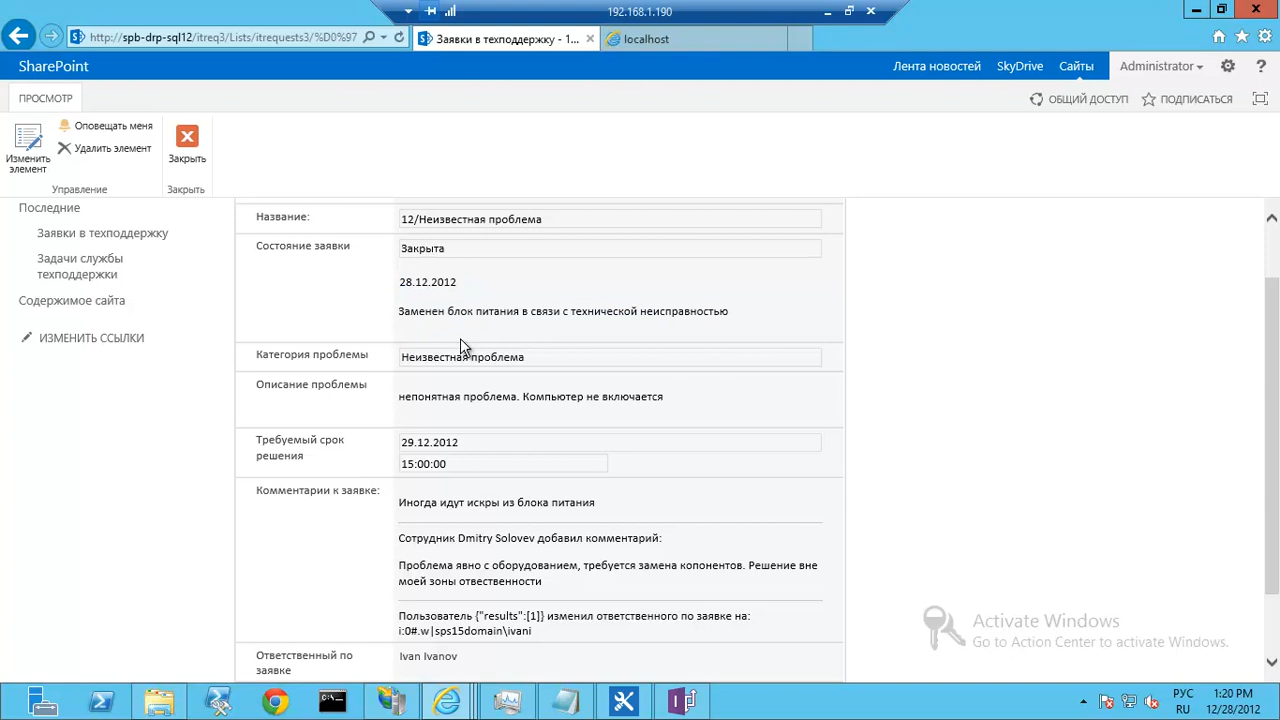 192.168.1.190
http://spb-drp-sql12/itreq3/Lists/itrequests3/%D0%97
Заявки в техподдержку - 1...
localhost
SharePoint
Лента новостей
SkyDrive
Сайты
Administrator
?
ПРОСМОТР
ОБЩИЙ ДОСТУП
ПОДПИСАТЬСЯ
Изменить элемент
Оповещать меня
Удалить элемент
Управление
Закрыть
Закрыть
Последние
Заявки в техподдержку
Задачи службы
техподдержки
Содержимое сайта
ИЗМЕНИТЬ ССЫЛКИ
Название:
12/Неизвестная проблема
Состояние заявки
Закрыта
28.12.2012
Заменен блок питания в связи с технической неисправностью
Категория проблемы
Неизвестная проблема
Описание проблемы
непонятная проблема. Компьютер не включается
Требуемый срок
решения
29.12.2012
15:00:00
Комментарии к заявке:
Иногда идут искры из блока питания
Сотрудник Dmitry Solovev добавил комментарий:
Проблема явно с оборудованием, требуется замена копонентов. Решение вне
моей зоны отвественности
Пользователь {"results":[1]} изменил ответственного по заявке на:
i:0#.w|sps15domain\ivani
Ответственный по
заявке
Ivan Ivanov
Activate Windows
Go to Action Center to activate Windows.
РУС
RU
1:20 PM
12/28/2012